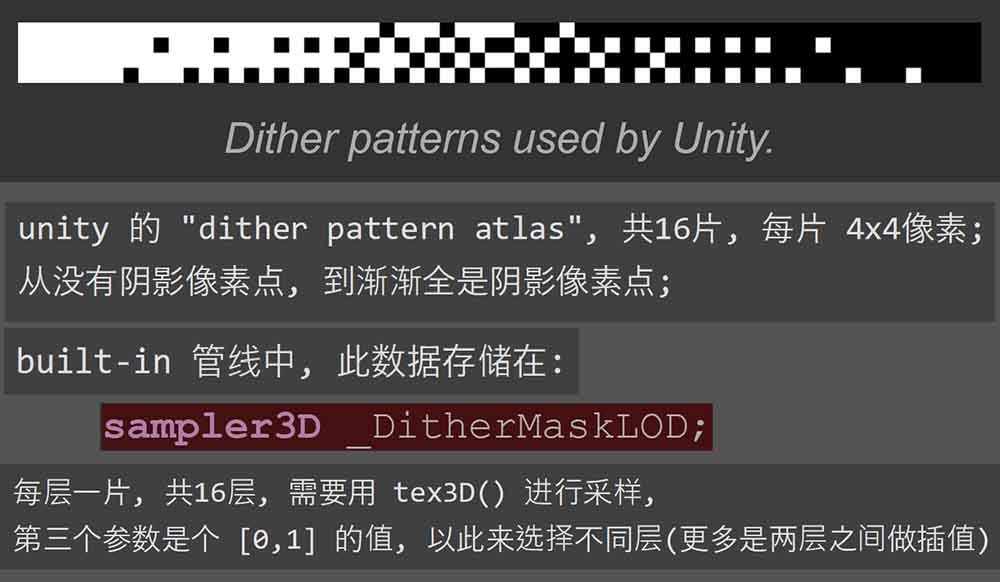 Dither patterns used by Unity.
unity 的 "dither pattern atlas", 共16片, 每片 4x4像素;
从没有阴影像素点, 到渐渐全是阴影像素点;
built-in 管线中, 此数据存储在:
sampler3D _DitherMaskLOD;
每层一片, 共16层, 需要用 tex3D() 进行采样,
第三个参数是个 [0,1] 的值, 以此来选择不同层(更多是两层之间做插值)